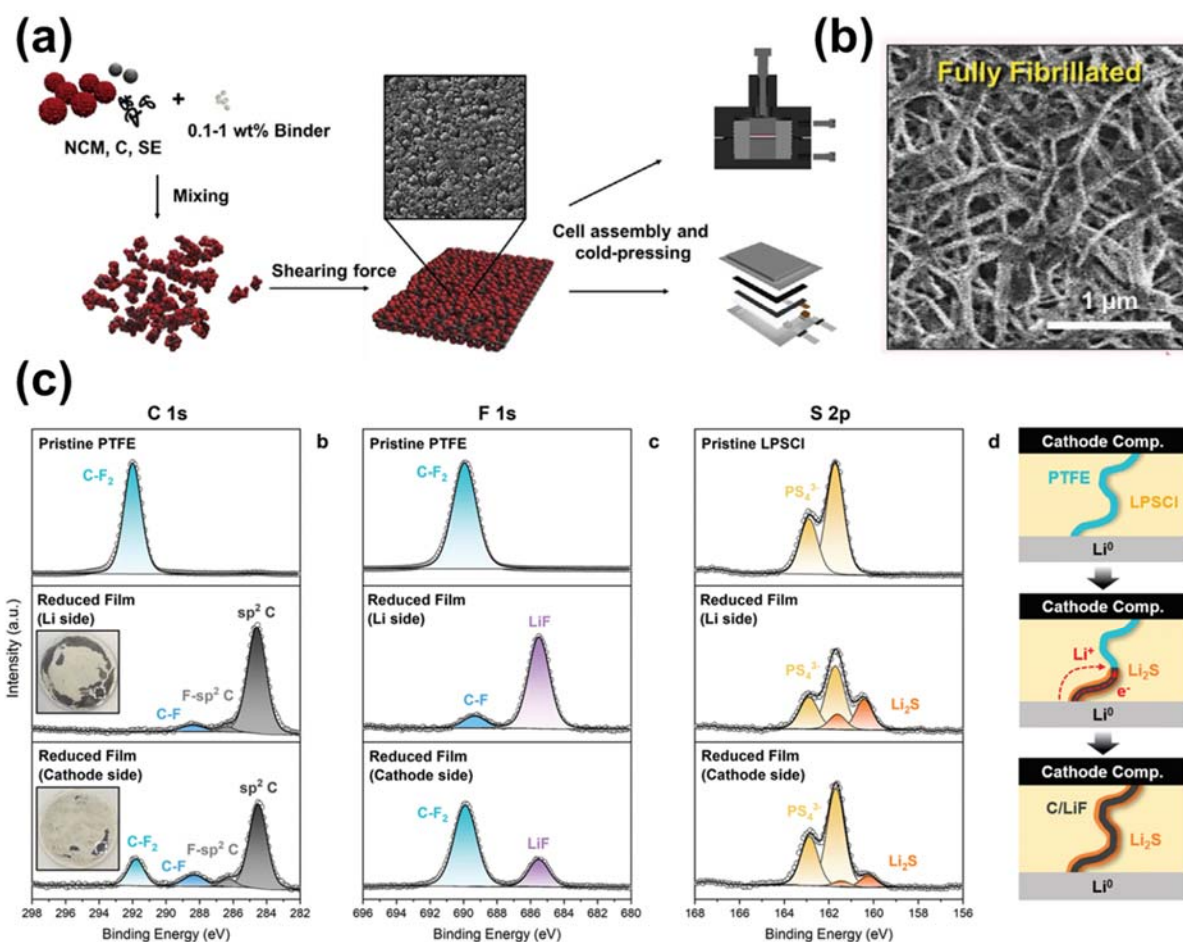 (a)
NCM, C, SE
+
0.1-1 wt% Binder
Mixing
Shearing force
Cell assembly and
cold-pressing
(b)
Fully Fibrillated
1 µm
(c)
C 1s
F 1s
S 2p
Pristine PTFE
C-F₂
b
Pristine PTFE
C-F₂
c
Pristine LPSCl
PS₄³⁻
d
Reduced Film
(Li side)
sp² C
F-sp² C
C-F
Reduced Film
(Li side)
LiF
C-F
Reduced Film
(Li side)
PS₄³⁻
Li₂S
Reduced Film
(Cathode side)
sp² C
C-F₂
F-sp² C
C-F
Reduced Film
(Cathode side)
C-F₂
LiF
Reduced Film
(Cathode side)
PS₄³⁻
Li₂S
Intensity (a.u.)
298 296 294 292 290 288 286 284 282
Binding Energy (eV)
696 694 692 690 688 686 684 682 680
Binding Energy (eV)
168 166 164 162 160 158 156
Binding Energy (eV)
Cathode Comp.
PTFE
LPSCl
Li⁰
Cathode Comp.
Li⁺
Li₂S
e⁻
Li⁰
Cathode Comp.
C/LiF
Li₂S
Li⁰